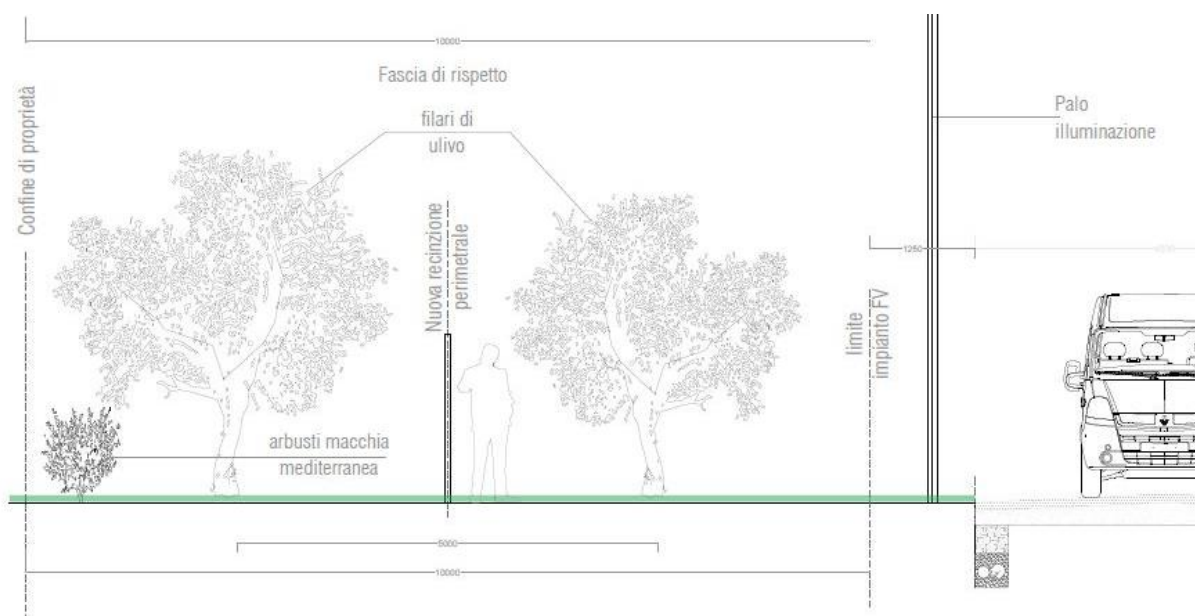 10000
Fascia di rispetto
Confine di proprietà
filari di
ulivo
Palo
illuminazione
Nuova recinzione
perimetrale
1250
limite
impianto FV
arbusti macchia
mediterranea
5000
10000